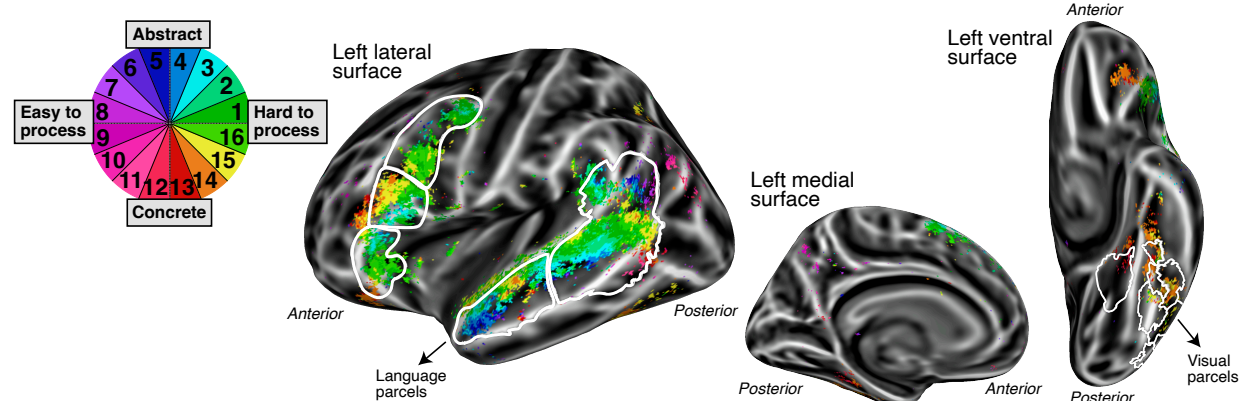 Abstract
5
4
6
3
7
2
Easy to
process
8
1
Hard to
process
9
16
10
15
11
12
13
14
Concrete
Left lateral
surface
Anterior
Posterior
Language
parcels
Left medial
surface
Posterior
Anterior
Left ventral
surface
Anterior
Visual
parcels
Posterior